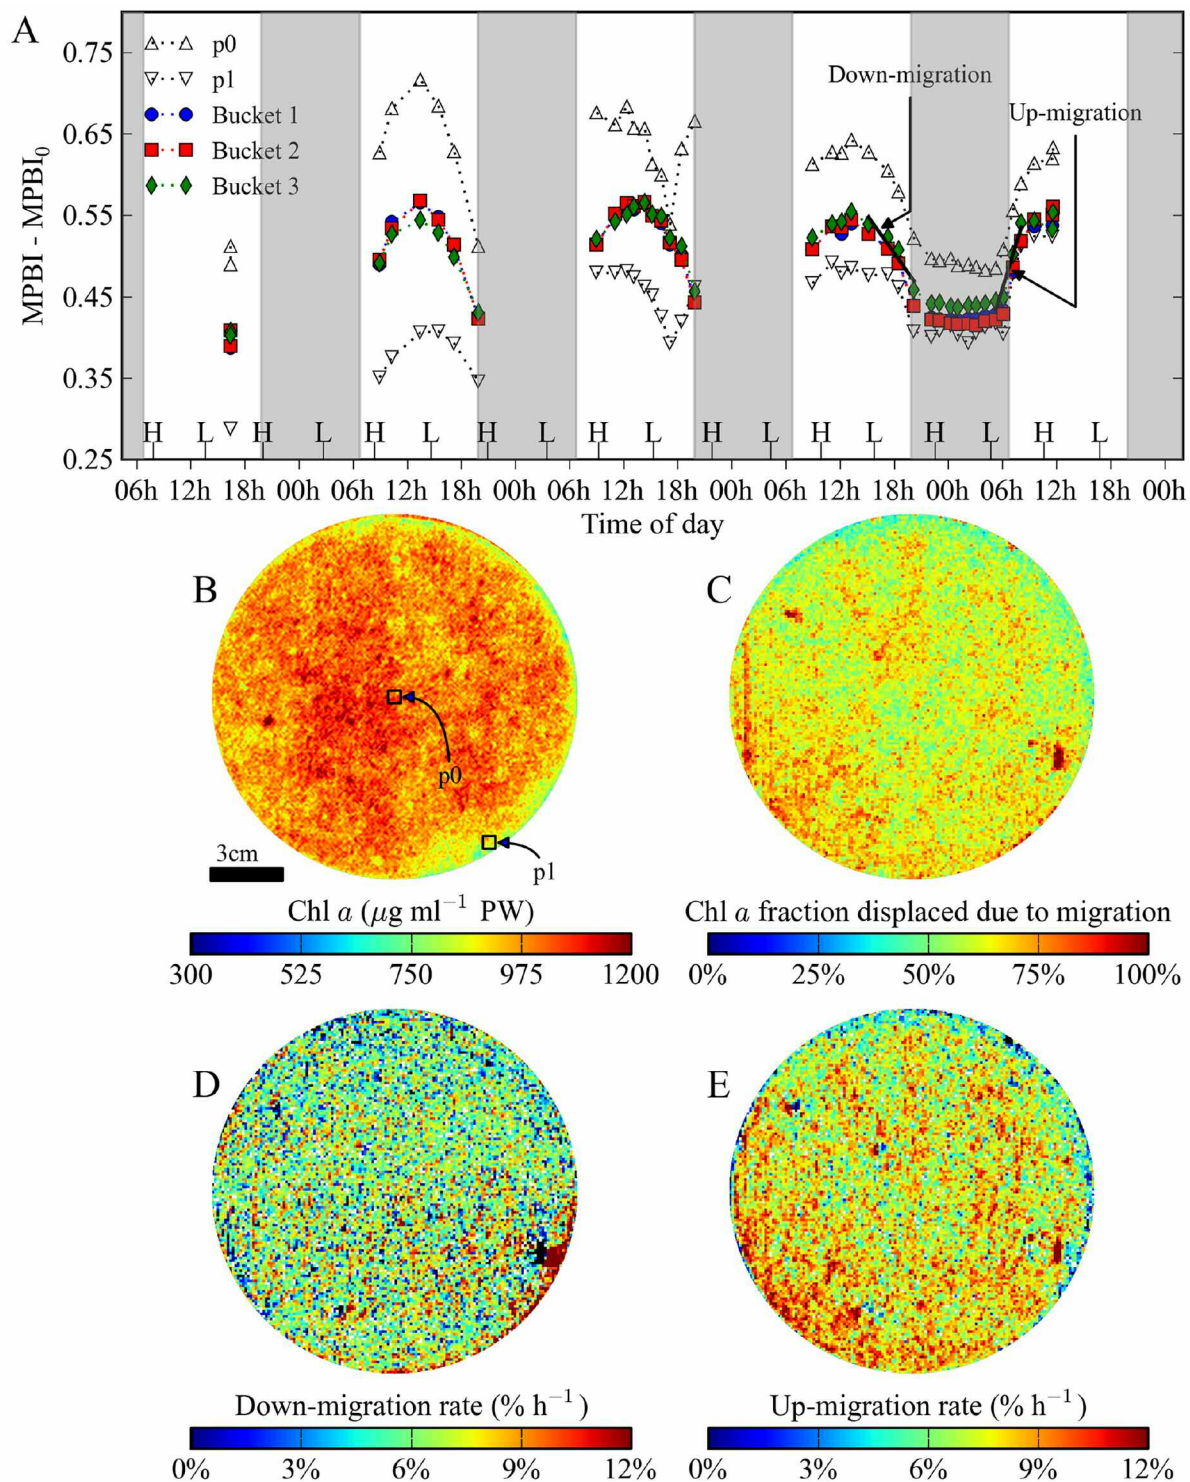 A
MPBI - MPBI₀
0.75
0.65
0.55
0.45
0.35
0.25
p0
p1
Bucket 1
Bucket 2
Bucket 3
Down-migration
Up-migration
H L H L H L H L H L H L H L H L H L
06h 12h 18h 00h 06h 12h 18h 00h 06h 12h 18h 00h 06h 12h 18h 00h 06h 12h 18h 00h
Time of day
B
p0
p1
3cm
Chl a (μg ml⁻¹ PW)
300 525 750 975 1200
C
Chl a fraction displaced due to migration
0% 25% 50% 75% 100%
D
Down-migration rate (% h⁻¹)
0% 3% 6% 9% 12%
E
Up-migration rate (% h⁻¹)
0% 3% 6% 9% 12%